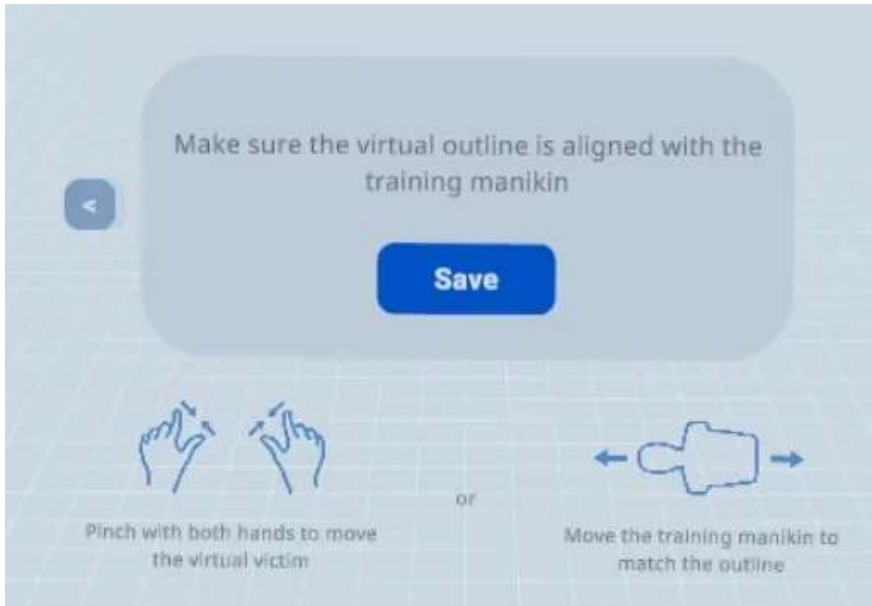 Make sure the virtual outline is aligned with the
training manikin
<
Save
Pinch with both hands to move
the virtual victim
or
Move the training manikin to
match the outline